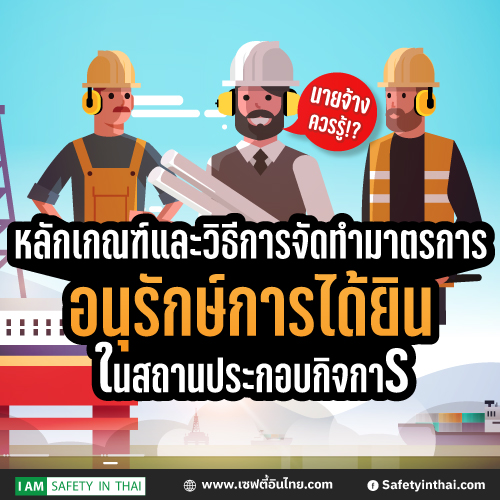 นายจ้าง
ควรรู้!?
หลักเกณฑ์และวิธีการจัดทำมาตรการ
อนุรักษ์การได้ยิน
ในสถานประกอบกิจการ
I AM SAFETY IN THAI
www.เซฟตี้อินไทย.com
Safetyinthai.com